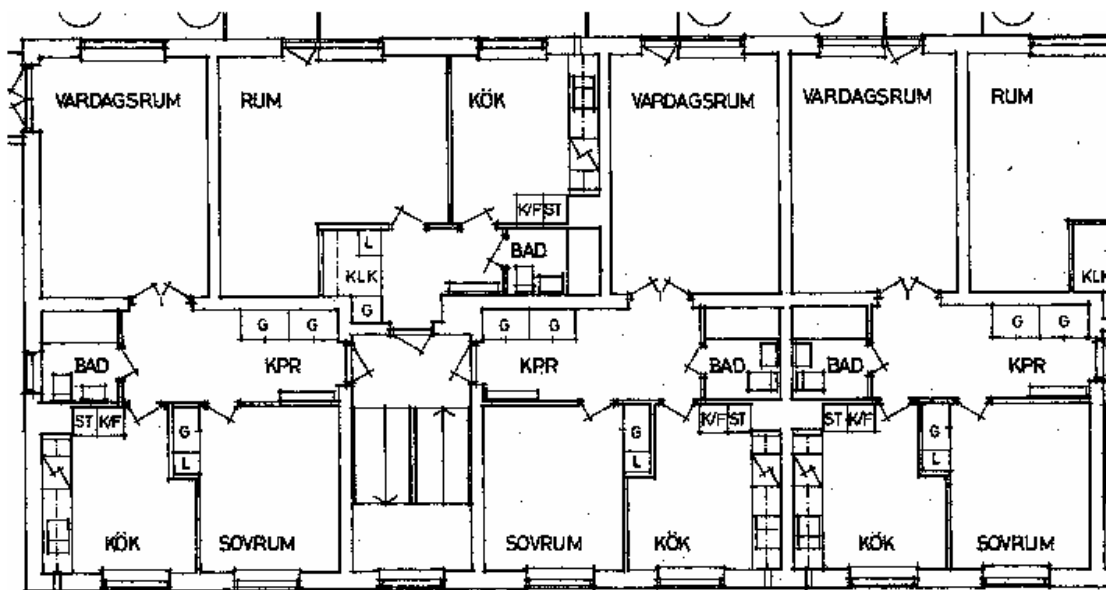 VARDAGSRUM
RUM
KÖK
VARDAGSRUM
VARDAGSRUM
RUM
K/F ST
L
BAD
KLK
KLK
G
G G
G G
G G
BAD
KPR
KPR
BAD
BAD
KPR
ST K/F
G
L
G
L
K/F ST
ST K/F
G
L
KÖK
SOVRUM
SOVRUM
KÖK
KÖK
SOVRUM